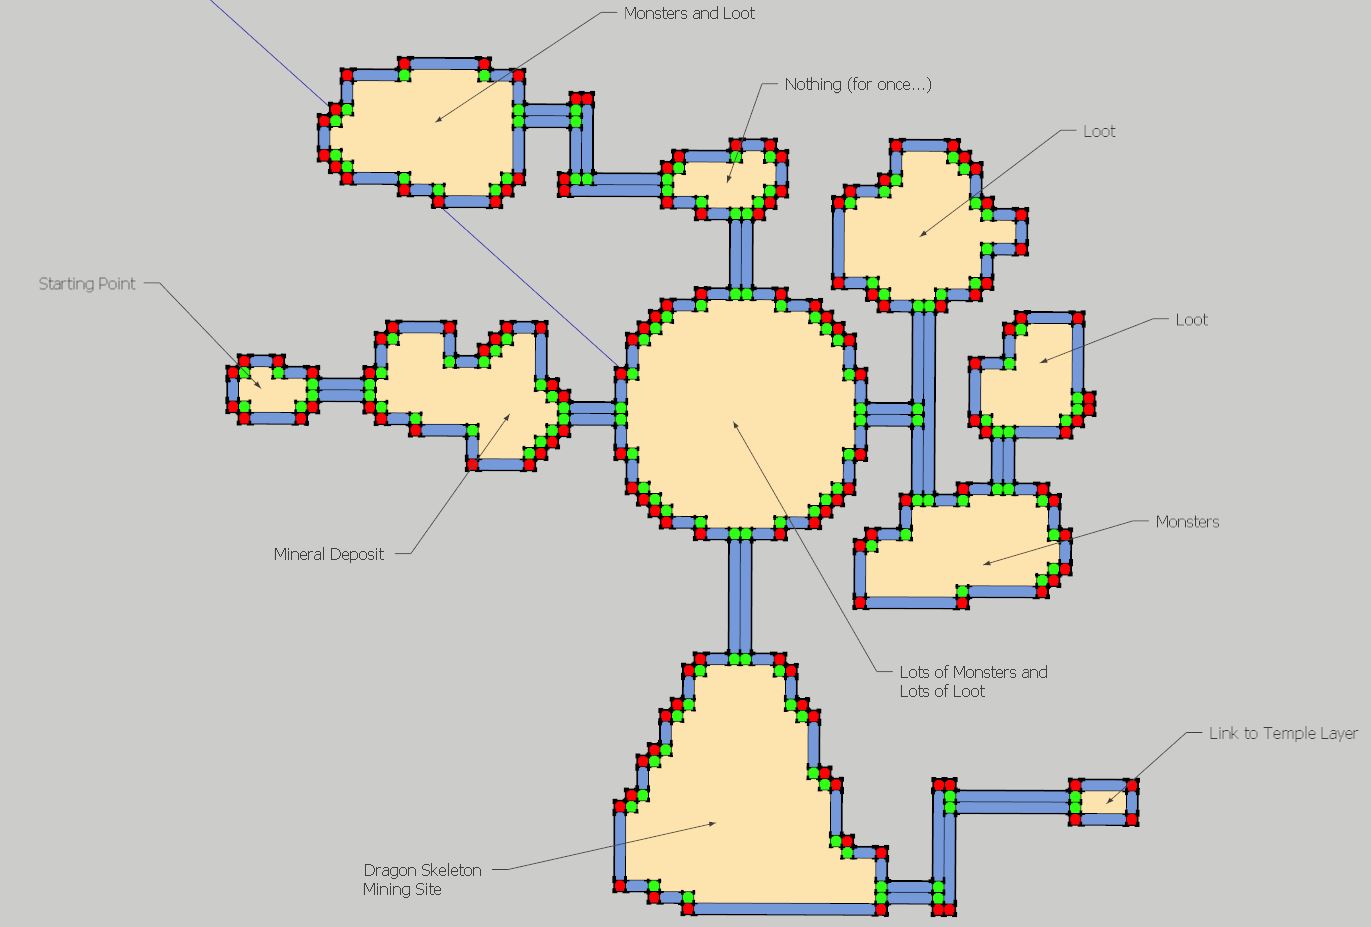 Monsters and Loot
Nothing (for once...)
Loot
Starting Point
Loot
Monsters
Mineral Deposit
Lots of Monsters and
Lots of Loot
Link to Temple Layer
Dragon Skeleton
Mining Site